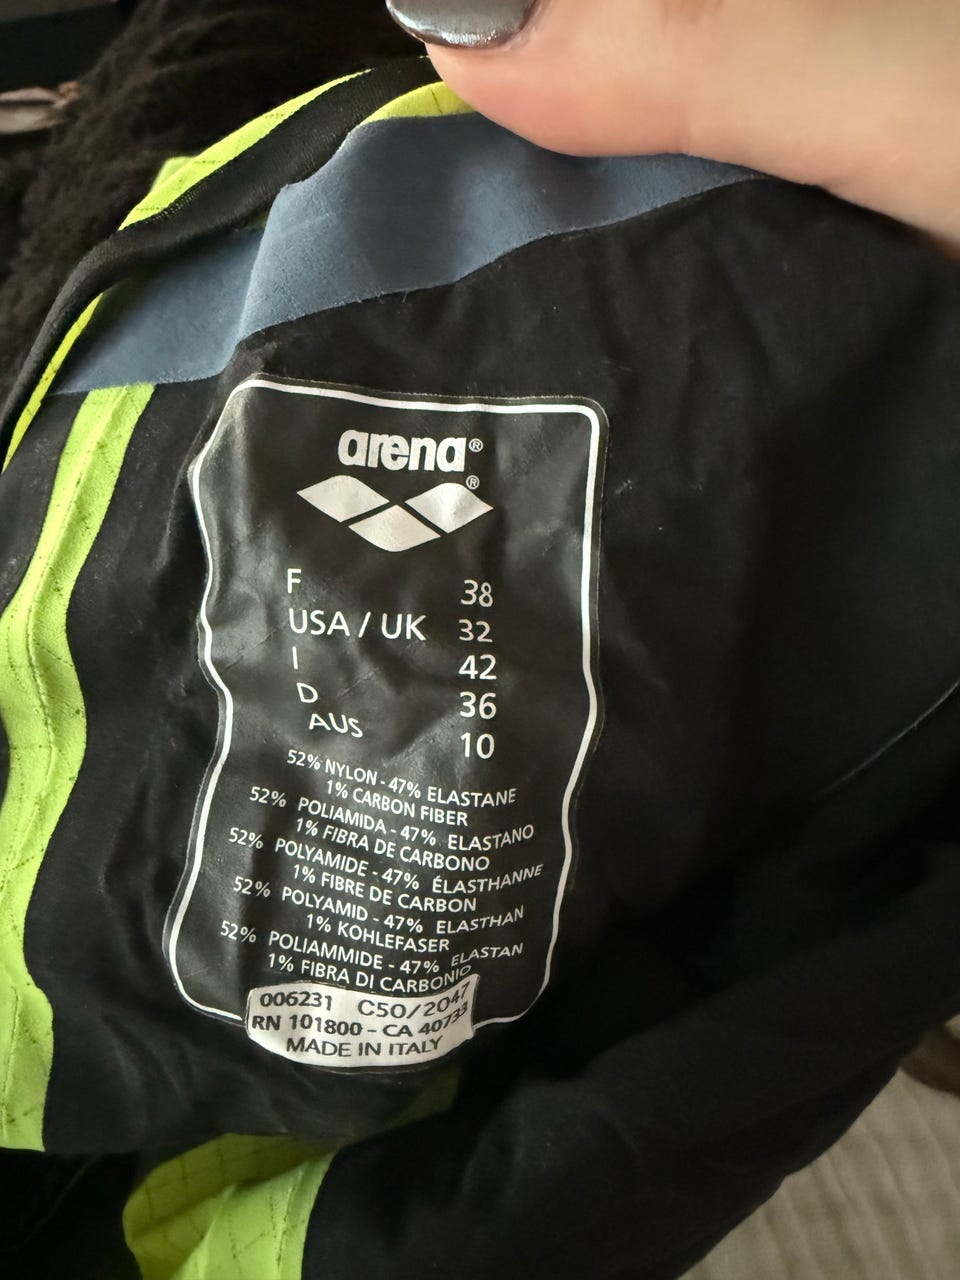 arena®
®
F 38
USA / UK 32
I 42
D 36
AUS 10
52% NYLON - 47% ELASTANE
1% CARBON FIBER
52% POLIAMIDA - 47% ELASTANO
1% FIBRA DE CARBONO
52% POLYAMIDE - 47% ÉLASTHANNE
1% FIBRE DE CARBON
52% POLYAMID - 47% ELASTHAN
1% KOHLEFASER
52% POLIAMMIDE - 47% ELASTAN
1% FIBRA DI CARBONIO
006231 C50/2047
RN 101800 - CA 40733
MADE IN ITALY